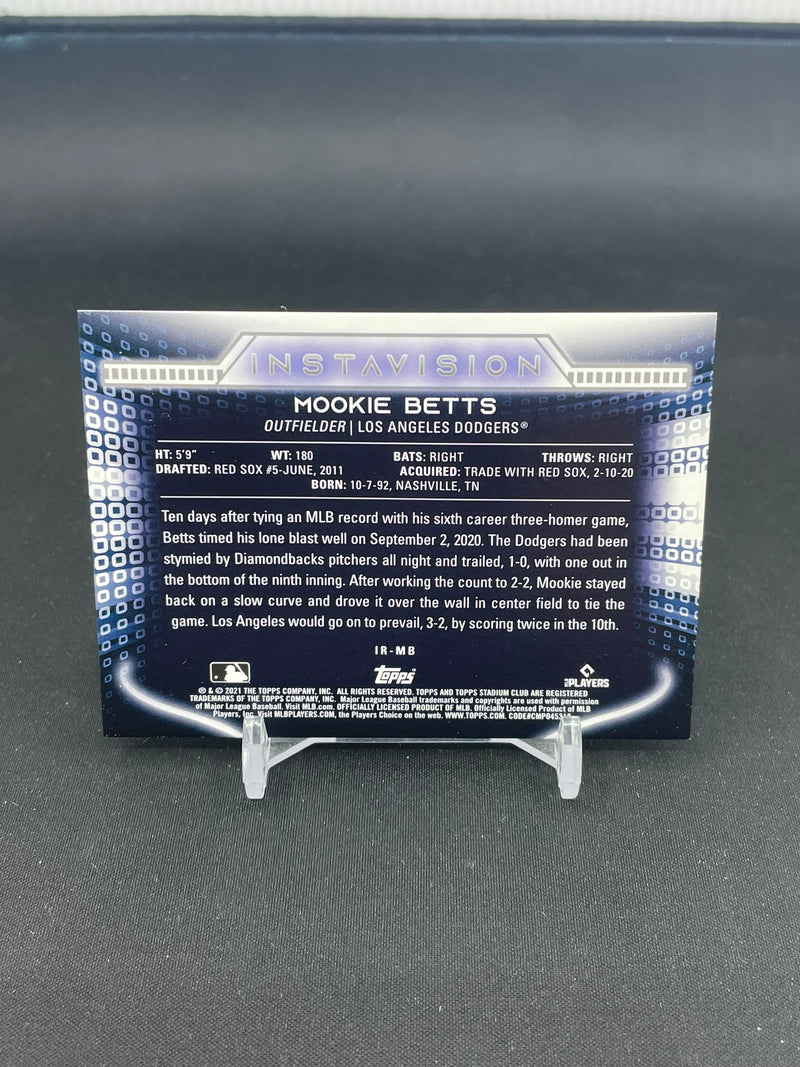 INSTAVISION
MOOKIE BETTS
OUTFIELDER | LOS ANGELES DODGERS®
HT: 5'9" WT: 180 BATS: RIGHT THROWS: RIGHT
DRAFTED: RED SOX #5-JUNE, 2011 ACQUIRED: TRADE WITH RED SOX, 2-10-20
BORN: 10-7-92, NASHVILLE, TN
Ten days after tying an MLB record with his sixth career three-homer game,
Betts timed his lone blast well on September 2, 2020. The Dodgers had been
stymied by Diamondbacks pitchers all night and trailed, 1-0, with one out in
the bottom of the ninth inning. After working the count to 2-2, Mookie stayed
back on a slow curve and drove it over the wall in center field to tie the
game. Los Angeles would go on to prevail, 3-2, by scoring twice in the 10th.
IR-MB
Topps
PLAYERS
® & © 2021 THE TOPPS COMPANY, INC. ALL RIGHTS RESERVED. TOPPS AND TOPPS STADIUM CLUB ARE REGISTERED
TRADEMARKS OF THE TOPPS COMPANY, INC. Major League Baseball trademarks and copyrights are used with permission
of Major League Baseball. Visit MLB.com. OFFICIALLY LICENSED PRODUCT OF MLB. Officially Licensed Product of MLB
Players, Inc. Visit MLBPLAYERS.com, the Players Choice on the web. WWW.TOPPS.COM.